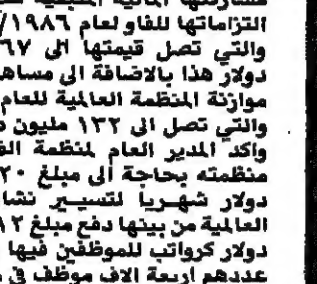 التزاماتها للفاو لعام ١٩٨٦/
والتي تصل قيمتها الى ٦٧
دولار هذا بالاضافة الى مساهـ
موازنة المنظمة العالمية للعام
والتي تصل الى ١٣٢ مليون د
واكد المدير العام لمنظمة الف
منظمته بحاجة الى مبلغ ٢٠
دولار شهريا لتسيير نشا
العالمية من بينها دفع مبلغ ١٢
دولار كرواتب للموظفين فيها
عددهم اربعة الاف موظف في م